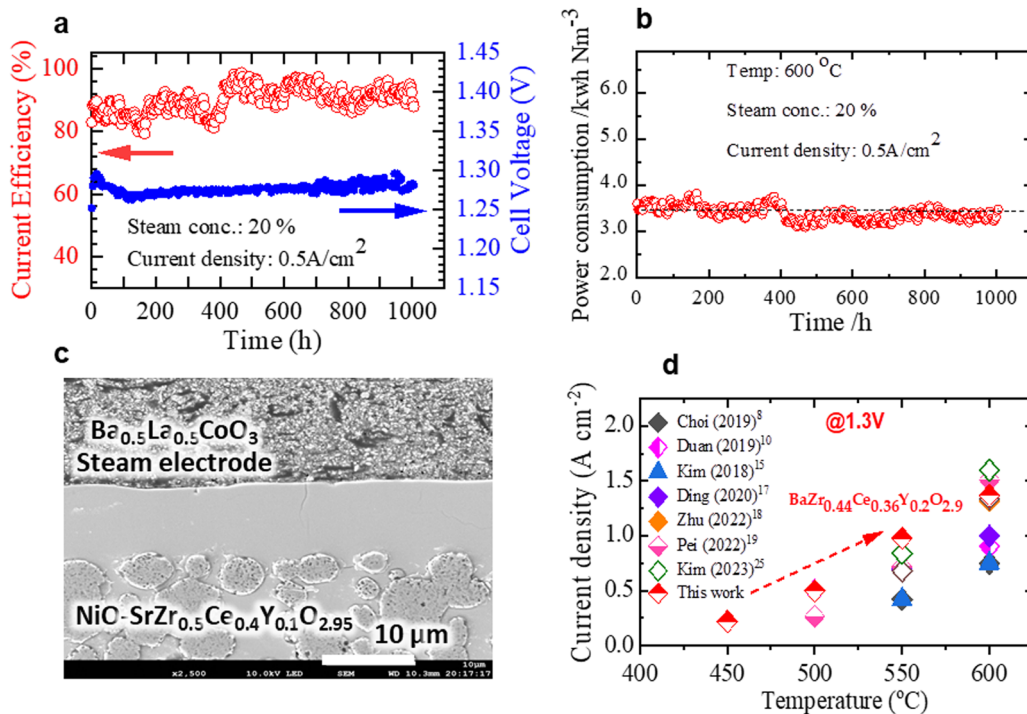 a
Current Efficiency (%)
100
80
60
40
1.45
1.40
1.35
1.30
1.25
1.20
1.15
Cell Voltage (V)
Steam conc.: 20 %
Current density: 0.5A/cm²
0 200 400 600 800 1000
Time (h)
b
Power consumption /kwh Nm⁻³
6.0
5.0
4.0
3.0
2.0
Temp: 600 °C
Steam conc.: 20 %
Current density: 0.5A/cm²
0 200 400 600 800 1000
Time /h
c
Ba₀.₅La₀.₅CoO₃
Steam electrode
NiO-SrZr₀.₅Ce₀.₄Y₀.₁O₂.₉₅
10 µm
10µm
x2,500 10.0kV LED SEM WD 10.3mm 20:17:17
d
Current density (A cm⁻²)
2.0
1.5
1.0
0.5
0.0
@1.3V
Choi (2019)⁸
Duan (2019)¹⁰
Kim (2018)¹⁵
Ding (2020)¹⁷
Zhu (2022)¹⁸
Pei (2022)¹⁹
Kim (2023)²⁵
This work
BaZr₀.₄₄Ce₀.₃₆Y₀.₂O₂.₉
400 450 500 550 600
Temperature (°C)